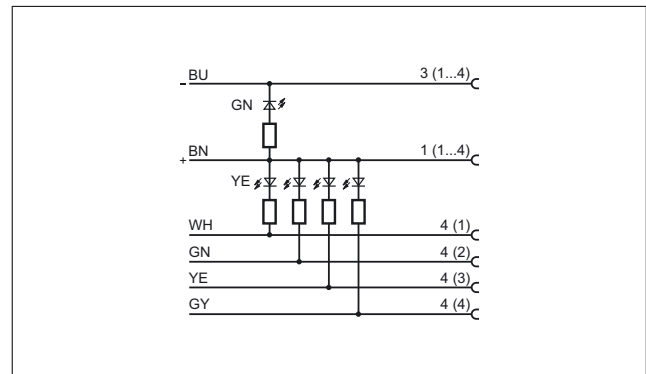 - BU 3 (1...4)
GN
+ BN 1 (1...4)
YE
WH 4 (1)
GN 4 (2)
YE 4 (3)
GY 4 (4)